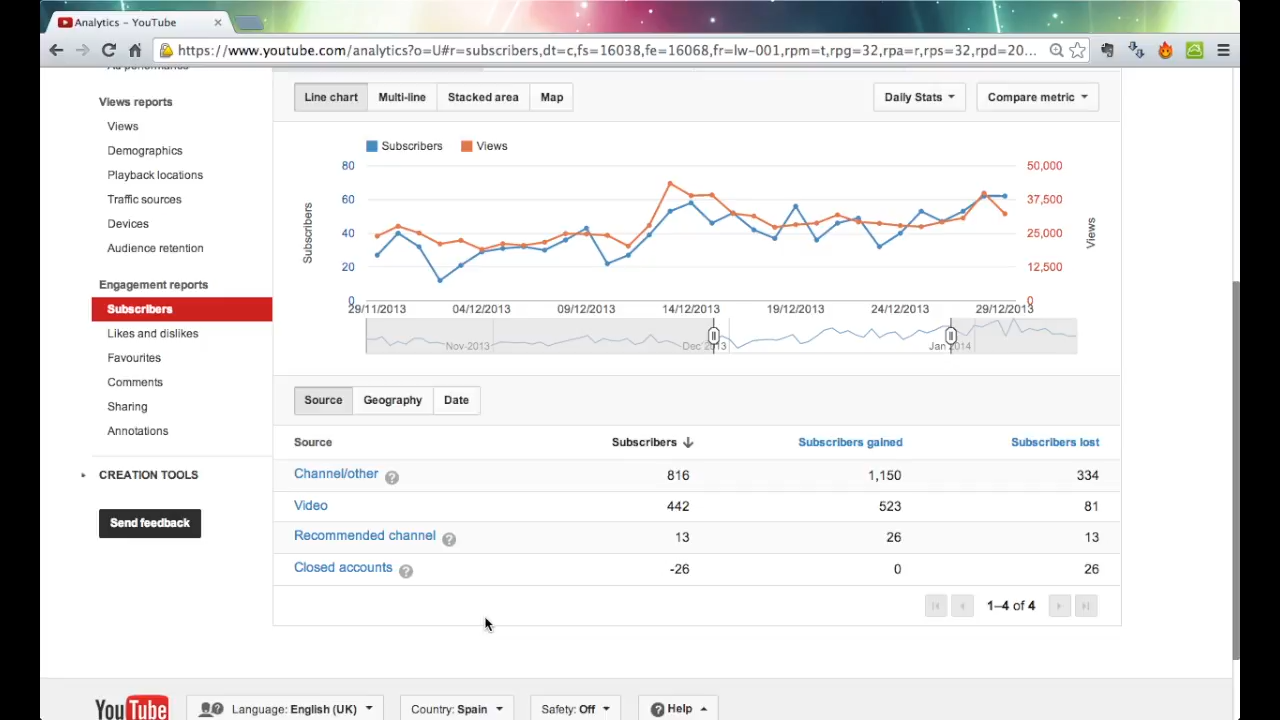 Analytics - YouTube
https://www.youtube.com/analytics?o=U#r=subscribers,dt=c,fs=16038,fe=16068,fr=lw-001,rpm=t,rpg=32,rpa=r,rps=32,rpd=20...
Ad performance
Line chart Multi-line Stacked area Map Daily Stats Compare metric
Views reports
Views
Demographics
Playback locations
Traffic sources
Devices
Audience retention
Engagement reports
Subscribers
Likes and dislikes
Favourites
Comments
Sharing
Annotations
CREATION TOOLS
Send feedback
Subscribers Views
80 50,000
60 37,500
40 25,000
20 12,500
0 0
Subscribers
Views
29/11/2013 04/12/2013 09/12/2013 14/12/2013 19/12/2013 24/12/2013 29/12/2013
Nov-2013 Dec 2013 Jan 2014
Source Geography Date
Source Subscribers Subscribers gained Subscribers lost
Channel/other ? 816 1,150 334
Video 442 523 81
Recommended channel ? 13 26 13
Closed accounts ? -26 0 26
1–4 of 4
YouTube Language: English (UK) Country: Spain Safety: Off Help